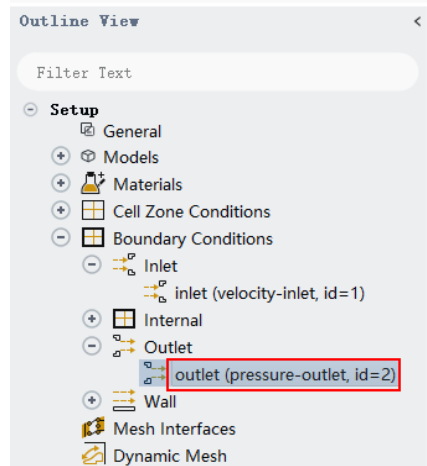 Outline View
Filter Text
Setup
General
Models
Materials
Cell Zone Conditions
Boundary Conditions
Inlet
inlet (velocity-inlet, id=1)
Internal
Outlet
outlet (pressure-outlet, id=2)
Wall
Mesh Interfaces
Dynamic Mesh